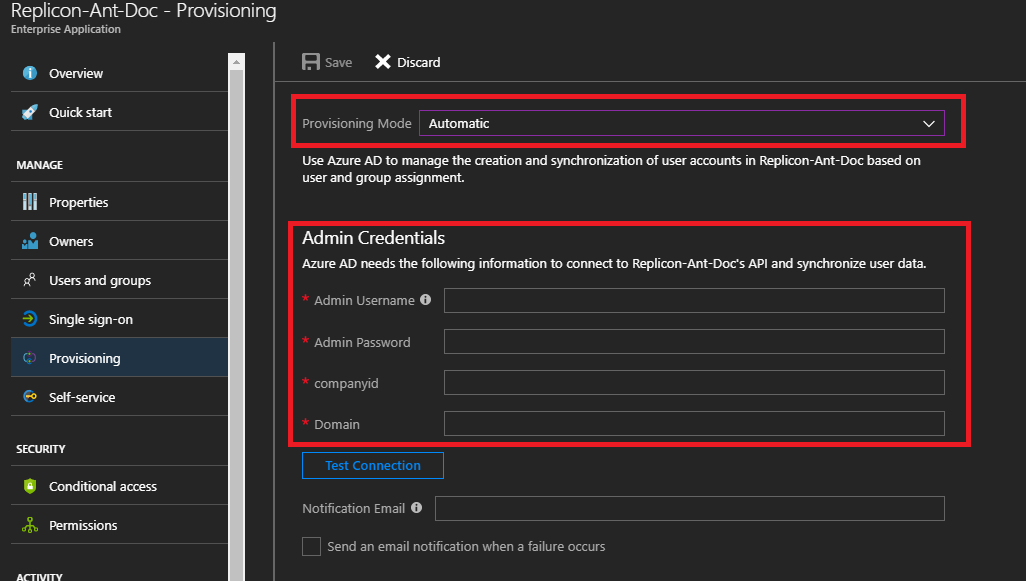 Replicon-Ant-Doc - Provisioning
Enterprise Application
Overview
Quick start
MANAGE
Properties
Owners
Users and groups
Single sign-on
Provisioning
Self-service
SECURITY
Conditional access
Permissions
ACTIVITY
Save Discard
Provisioning Mode Automatic
Use Azure AD to manage the creation and synchronization of user accounts in Replicon-Ant-Doc based on
user and group assignment.
Admin Credentials
Azure AD needs the following information to connect to Replicon-Ant-Doc's API and synchronize user data.
* Admin Username
* Admin Password
* companyid
* Domain
Test Connection
Notification Email
Send an email notification when a failure occurs